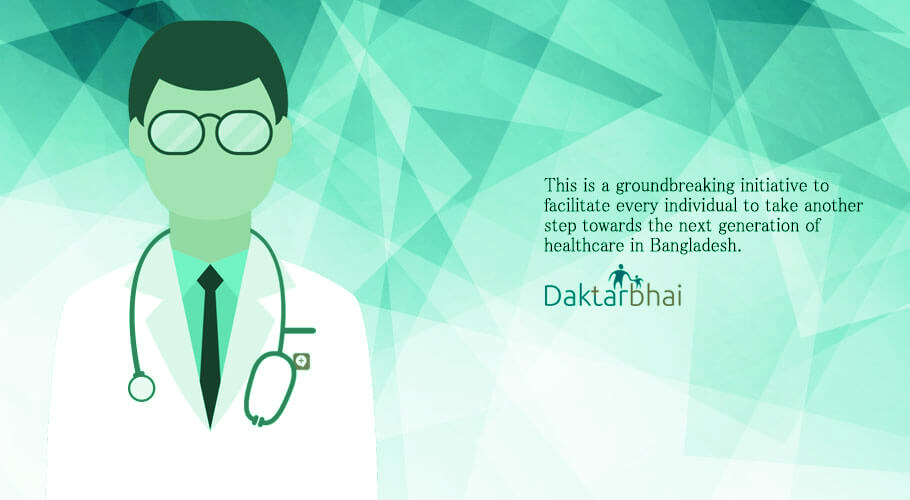 This is a groundbreaking initiative to
facilitate every individual to take another
step towards the next generation of
healthcare in Bangladesh.
Daktarbhai